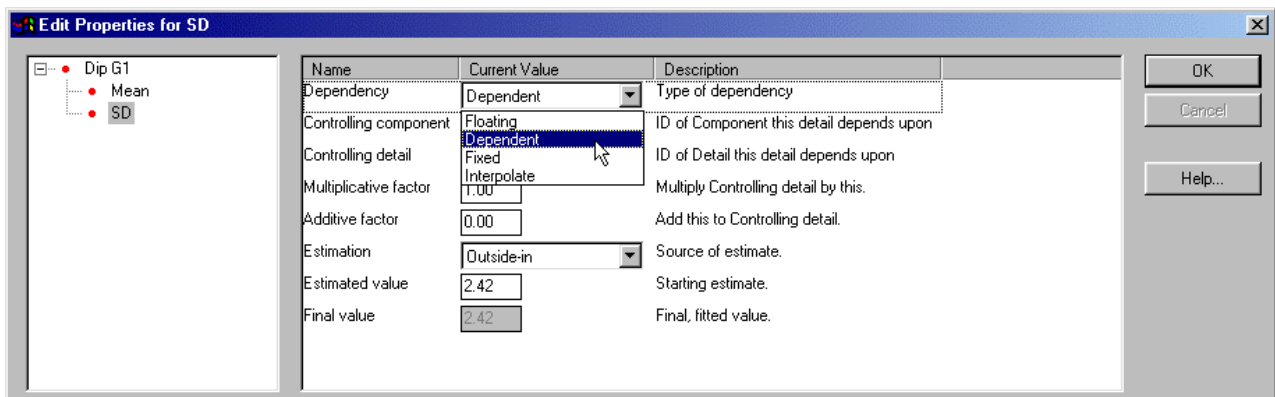 Edit Properties for SD
Dip G1
Mean
SD
Name Current Value Description
Dependency Dependent Type of dependency
Floating
Controlling component ID of Component this detail depends upon
Dependent
Controlling detail Fixed ID of Detail this detail depends upon
Interpolate
Multiplicative factor 1.00 Multiply Controlling detail by this.
Additive factor 0.00 Add this to Controlling detail.
Estimation Outside-in Source of estimate.
Estimated value 2.42 Starting estimate.
Final value 2.42 Final, fitted value.
OK
Cancel
Help...